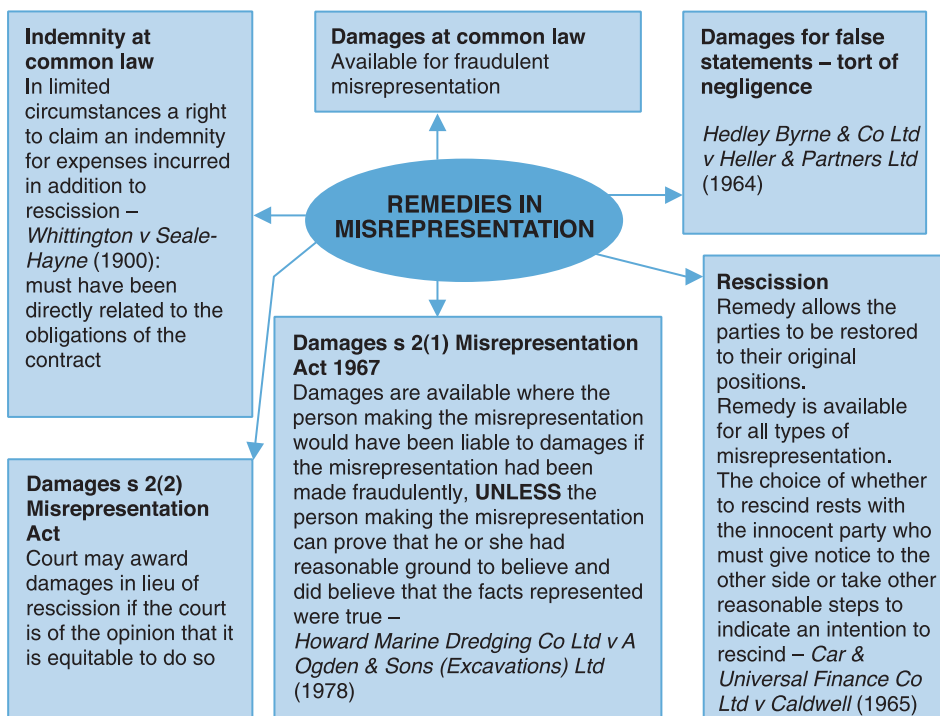 Indemnity at
common law
In limited
circumstances a right
to claim an indemnity
for expenses incurred
in addition to
rescission –
Whittington v Seale-
Hayne (1900):
must have been
directly related to the
obligations of the
contract
Damages at common law
Available for fraudulent
misrepresentation
Damages for false
statements – tort of
negligence
Hedley Byrne & Co Ltd
v Heller & Partners Ltd
(1964)
REMEDIES IN
MISREPRESENTATION
Damages s 2(2)
Misrepresentation
Act
Court may award
damages in lieu of
rescission if the court
is of the opinion that it
is equitable to do so
Damages s 2(1) Misrepresentation
Act 1967
Damages are available where the
person making the misrepresentation
would have been liable to damages if
the misrepresentation had been
made fraudulently, UNLESS the
person making the misrepresentation
can prove that he or she had
reasonable ground to believe and
did believe that the facts represented
were true –
Howard Marine Dredging Co Ltd v A
Ogden & Sons (Excavations) Ltd
(1978)
Rescission
Remedy allows the
parties to be restored
to their original
positions.
Remedy is available
for all types of
misrepresentation.
The choice of whether
to rescind rests with
the innocent party who
must give notice to the
other side or take other
reasonable steps to
indicate an intention to
rescind – Car &
Universal Finance Co
Ltd v Caldwell (1965)